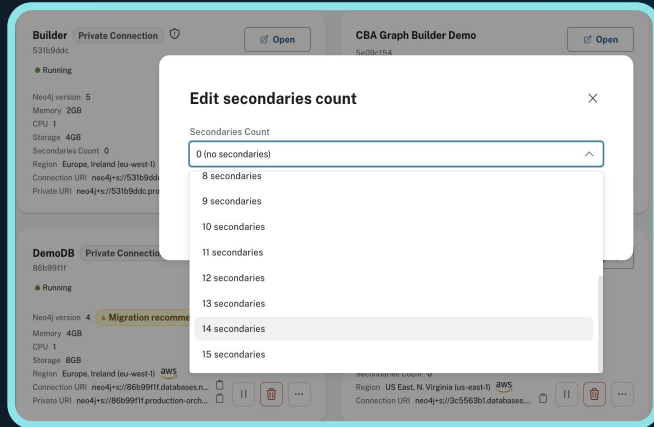 Builder Private Connection
Open
531b9ddc
Running
Neo4j version 5
Memory 2GB
CPU 1
Storage 4GB
Secondaries Count 0
Region Europe, Ireland (eu-west-1)
Connection URI neo4j+s://531b9dd
Private URI neo4j+s://531b9ddc.pro
CBA Graph Builder Demo
Open
5e09c154
Edit secondaries count
Secondaries Count
0 (no secondaries)
8 secondaries
9 secondaries
10 secondaries
11 secondaries
12 secondaries
13 secondaries
14 secondaries
15 secondaries
DemoDB Private Connectio
86b99f1f
Running
Neo4j version 4 Migration recomme
Memory 4GB
CPU 1
Storage 8GB
Region Europe, Ireland (eu-west-1) aws
Connection URI neo4j+s://86b99f1f.databases.n...
Private URI neo4j+s://86b99f1f.production-orch...
Secondaries Count 0
Region US East, N. Virginia (us-east-1) aws
Connection URI neo4j+s://3c5563b1.databases....